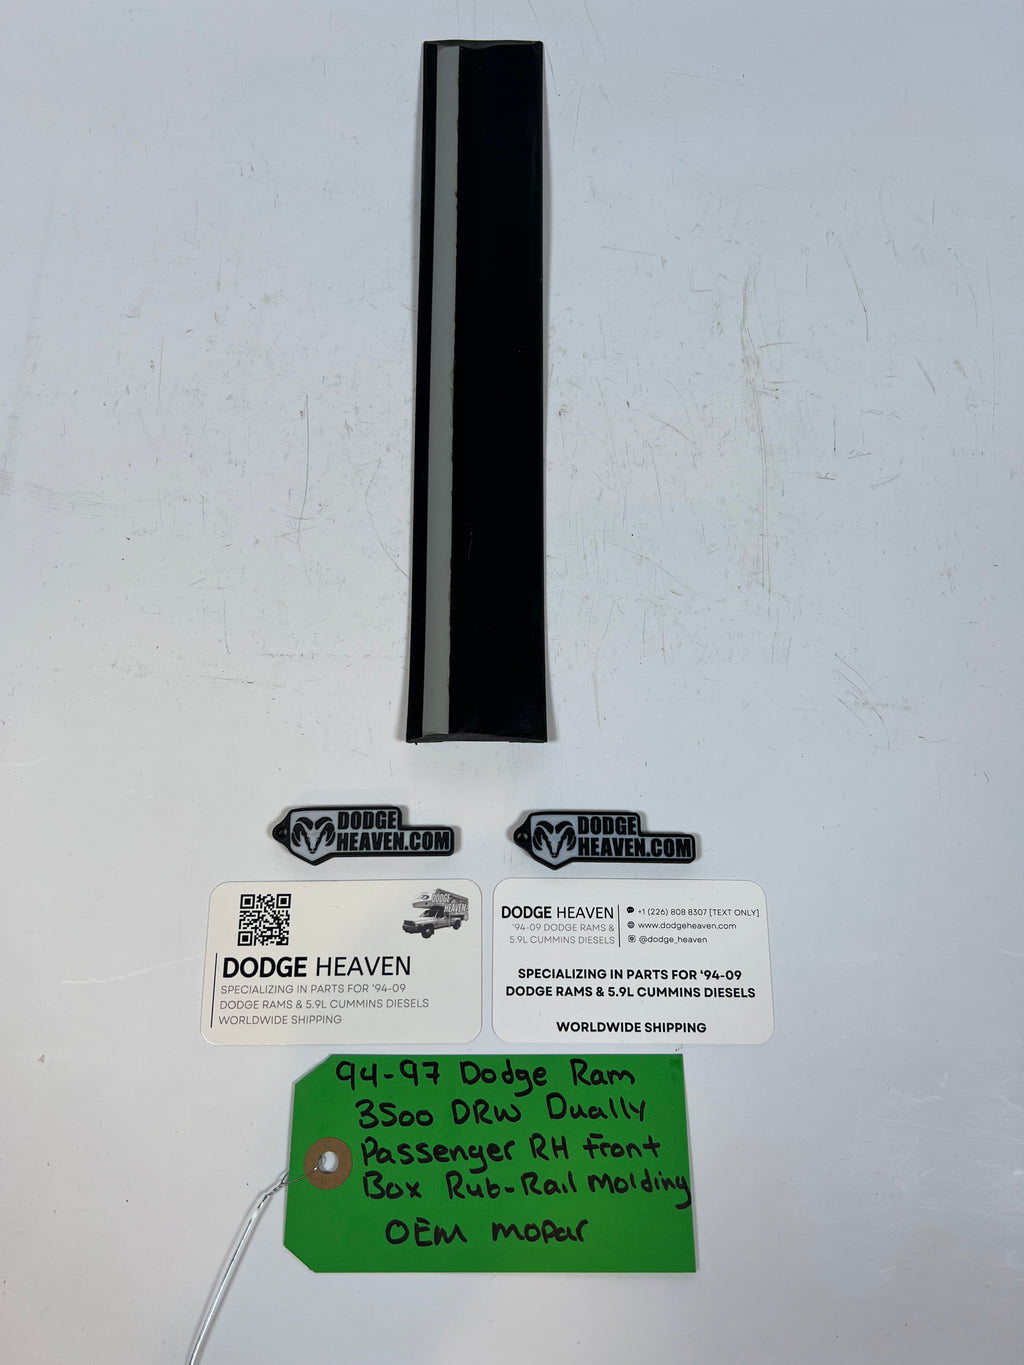 DODGE
HEAVEN.COM
DODGE
HEAVEN.COM
DODGE
HEAVEN
DODGE HEAVEN
SPECIALIZING IN PARTS FOR ‘94-09
DODGE RAMS & 5.9L CUMMINS DIESELS
WORLDWIDE SHIPPING
DODGE HEAVEN
‘94-09 DODGE RAMS &
5.9L CUMMINS DIESELS
+1 (226) 808 8307 [TEXT ONLY]
www.dodgeheaven.com
@dodge_heaven
SPECIALIZING IN PARTS FOR ‘94-09
DODGE RAMS & 5.9L CUMMINS DIESELS
WORLDWIDE SHIPPING
94-97 Dodge Ram
3500 DRW Dually
Passenger RH Front
Box Rub-Rail Molding
OEM mopar